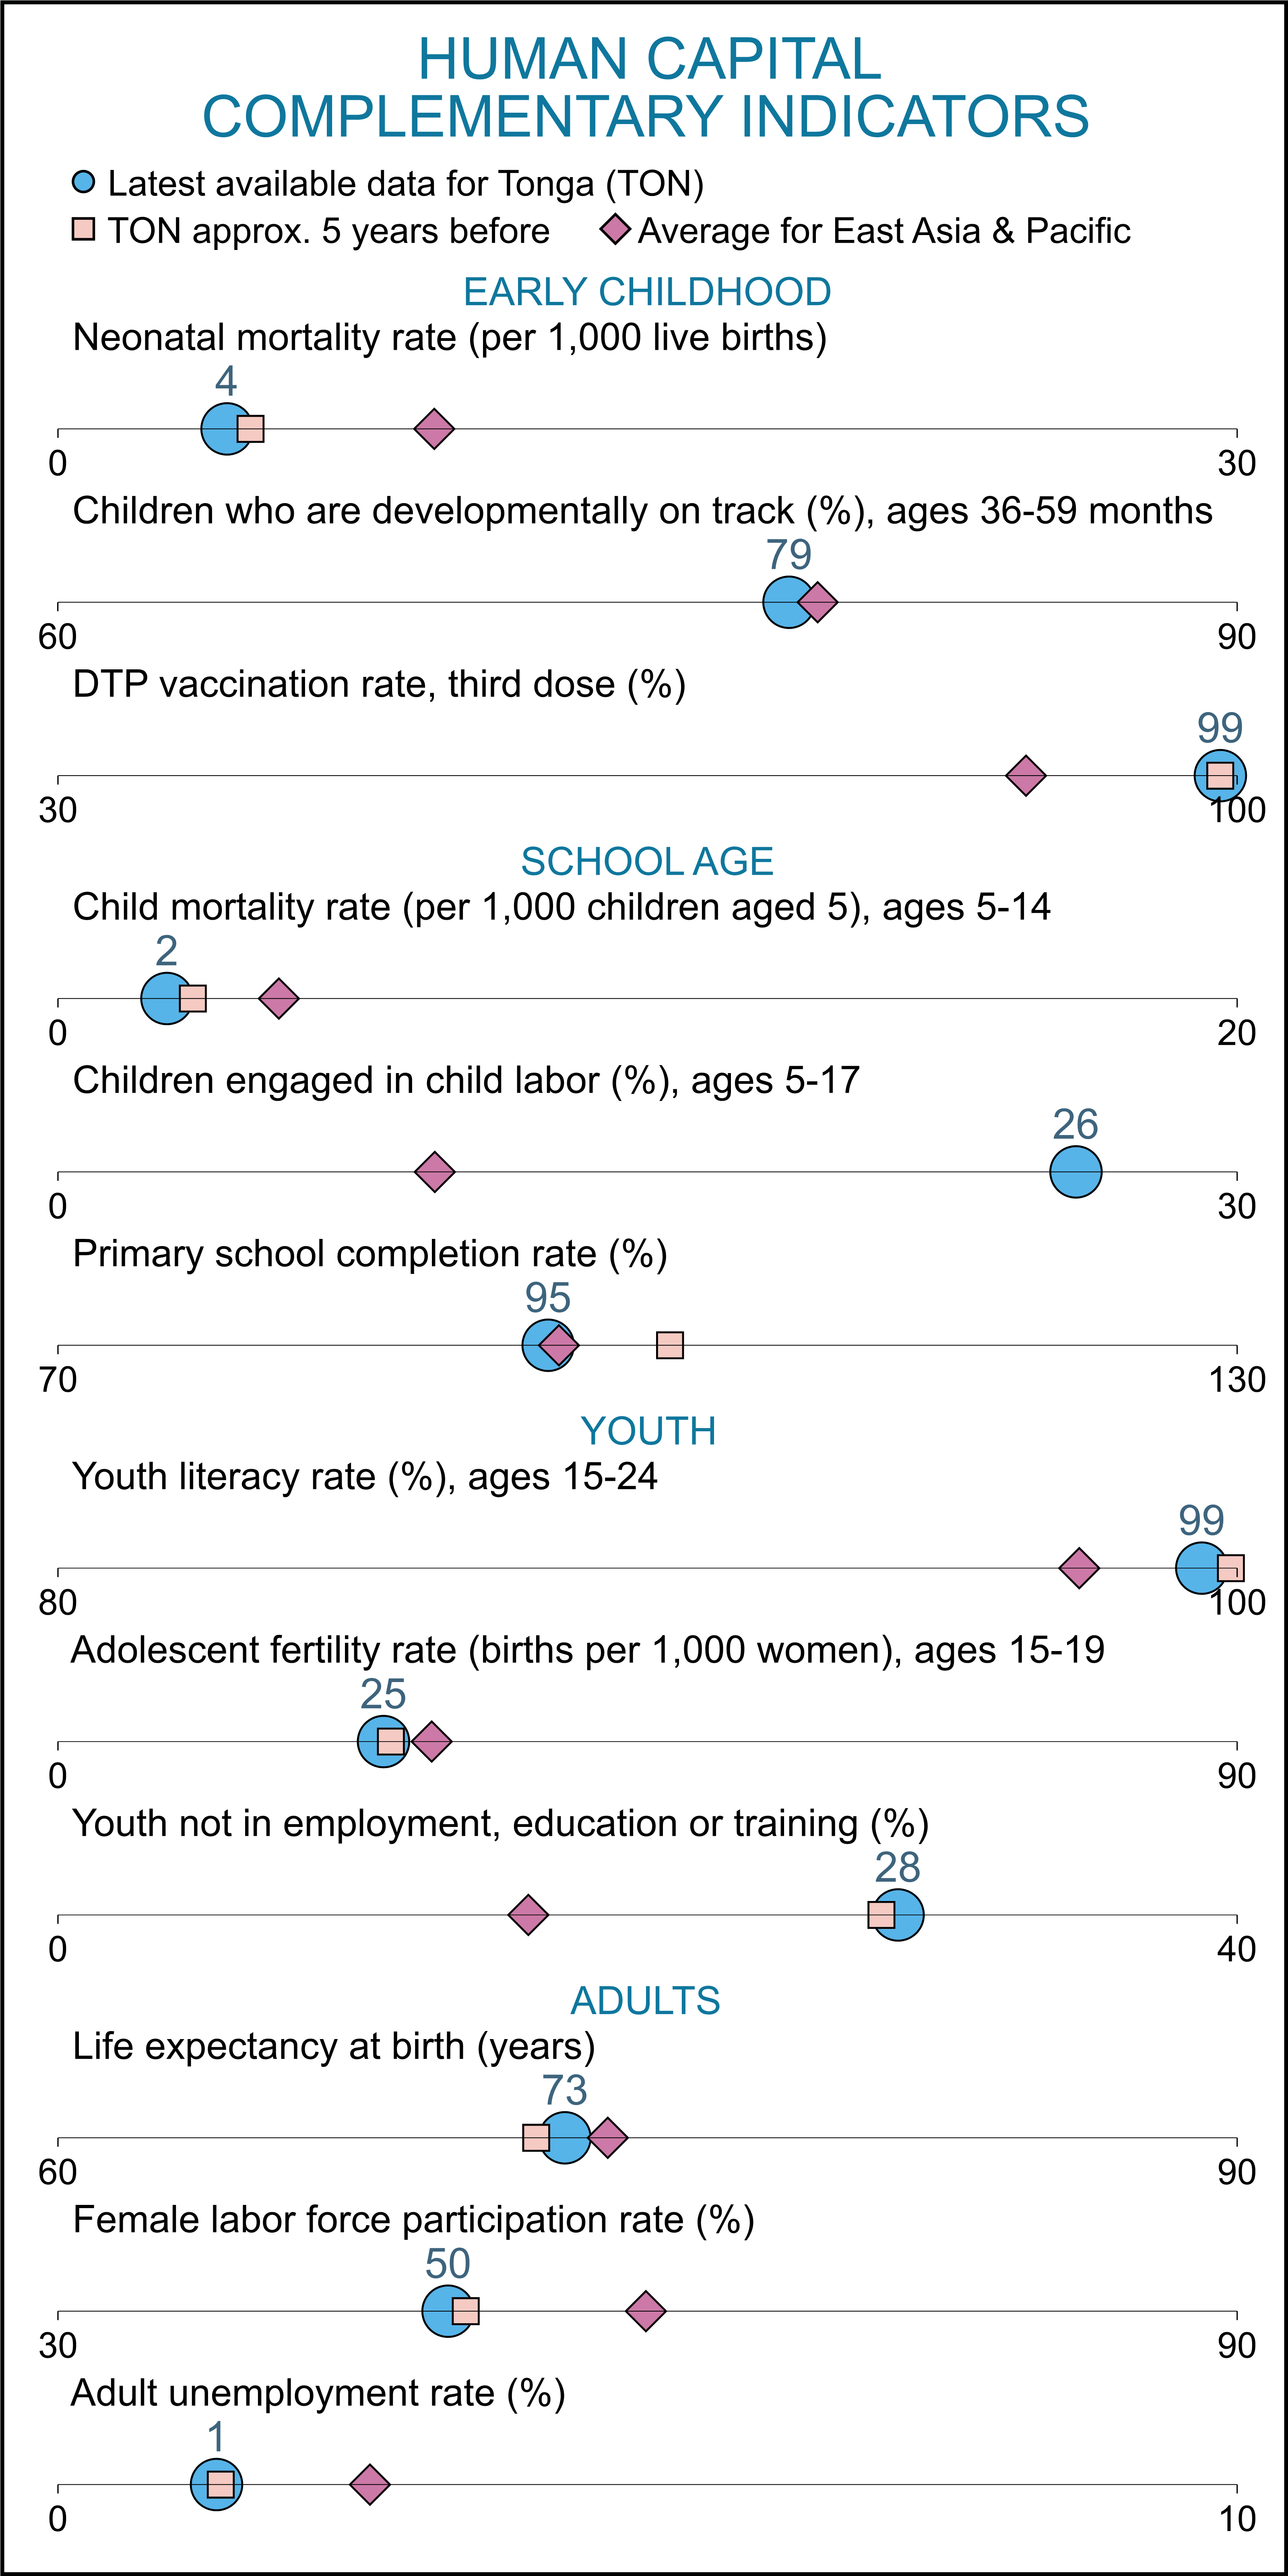 HUMAN CAPITAL
COMPLEMENTARY INDICATORS
Latest available data for Tonga (TON)
TON approx. 5 years before Average for East Asia & Pacific
EARLY CHILDHOOD
Neonatal mortality rate (per 1,000 live births)
4
0 30
Children who are developmentally on track (%), ages 36-59 months
79
60 90
DTP vaccination rate, third dose (%)
99
30 100
SCHOOL AGE
Child mortality rate (per 1,000 children aged 5), ages 5-14
2
0 20
Children engaged in child labor (%), ages 5-17
26
0 30
Primary school completion rate (%)
95
70 130
YOUTH
Youth literacy rate (%), ages 15-24
99
80 100
Adolescent fertility rate (births per 1,000 women), ages 15-19
25
0 90
Youth not in employment, education or training (%)
28
0 40
ADULTS
Life expectancy at birth (years)
73
60 90
Female labor force participation rate (%)
50
30 90
Adult unemployment rate (%)
1
0 10